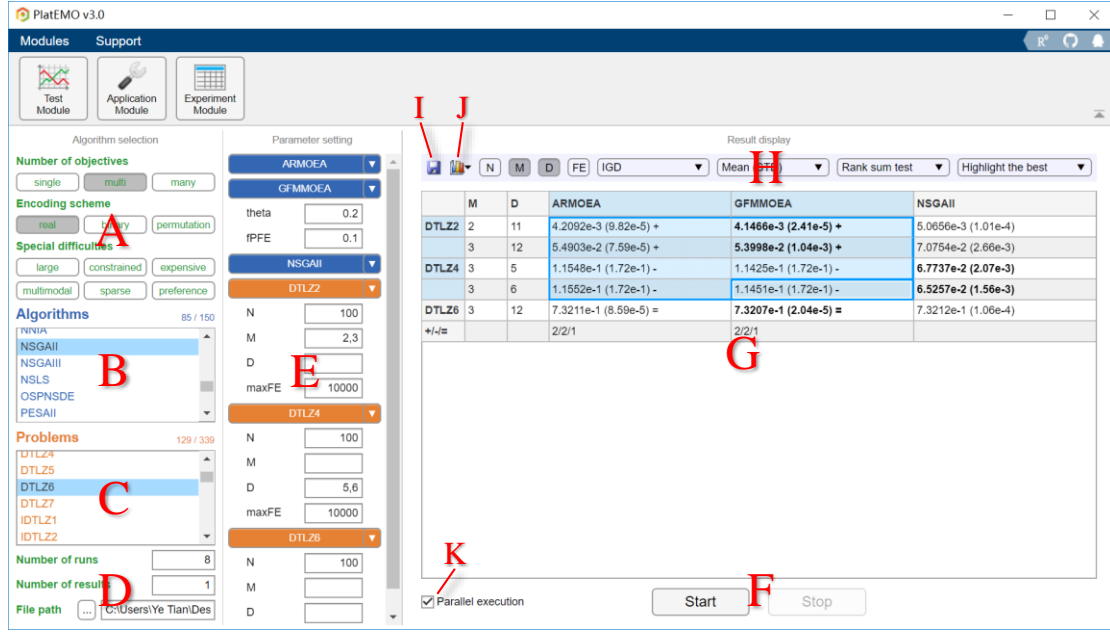 PlatEMO v3.0
Modules Support
Test Module
Application Module
Experiment Module
I J
Algorithm selection
Number of objectives
single multi many
Encoding scheme
real binary permutation
A
Special difficulties
large constrained expensive
multimodal sparse preference
Algorithms 85 / 150
NNIA
NSGAII
NSGAIII
NSLS
OSPNSDE
PESAII
B
Problems 129 / 339
DTLZ4
DTLZ5
DTLZ6
DTLZ7
IDTLZ1
IDTLZ2
C
Number of runs 8
Number of results 1
File path ... C:\Users\Ye Tian\Des
D
Parameter setting
ARMOEA
GFMMOEA
theta 0.2
fPFE 0.1
NSGAII
DTLZ2
N 100
M 2,3
D
maxFE 10000
E
DTLZ4
N 100
M
D 5,6
maxFE 10000
DTLZ6
N 100
M
D
Result display
N M D FE IGD Mean (STD) Rank sum test Highlight the best
H
M D ARMOEA GFMMOEA NSGAII
DTLZ2 2 11 4.2092e-3 (9.82e-5) + 4.1466e-3 (2.41e-5) + 5.0656e-3 (1.01e-4)
3 12 5.4903e-2 (7.59e-5) + 5.3998e-2 (1.04e-3) + 7.0754e-2 (2.66e-3)
DTLZ4 3 5 1.1548e-1 (1.72e-1) - 1.1425e-1 (1.72e-1) - 6.7737e-2 (2.07e-3)
3 6 1.1552e-1 (1.72e-1) - 1.1451e-1 (1.72e-1) - 6.5257e-2 (1.56e-3)
DTLZ6 3 12 7.3211e-1 (8.59e-5) = 7.3207e-1 (2.04e-5) = 7.3212e-1 (1.06e-4)
+/-/= 2/2/1 2/2/1
G
K
Parallel execution
Start Stop
F